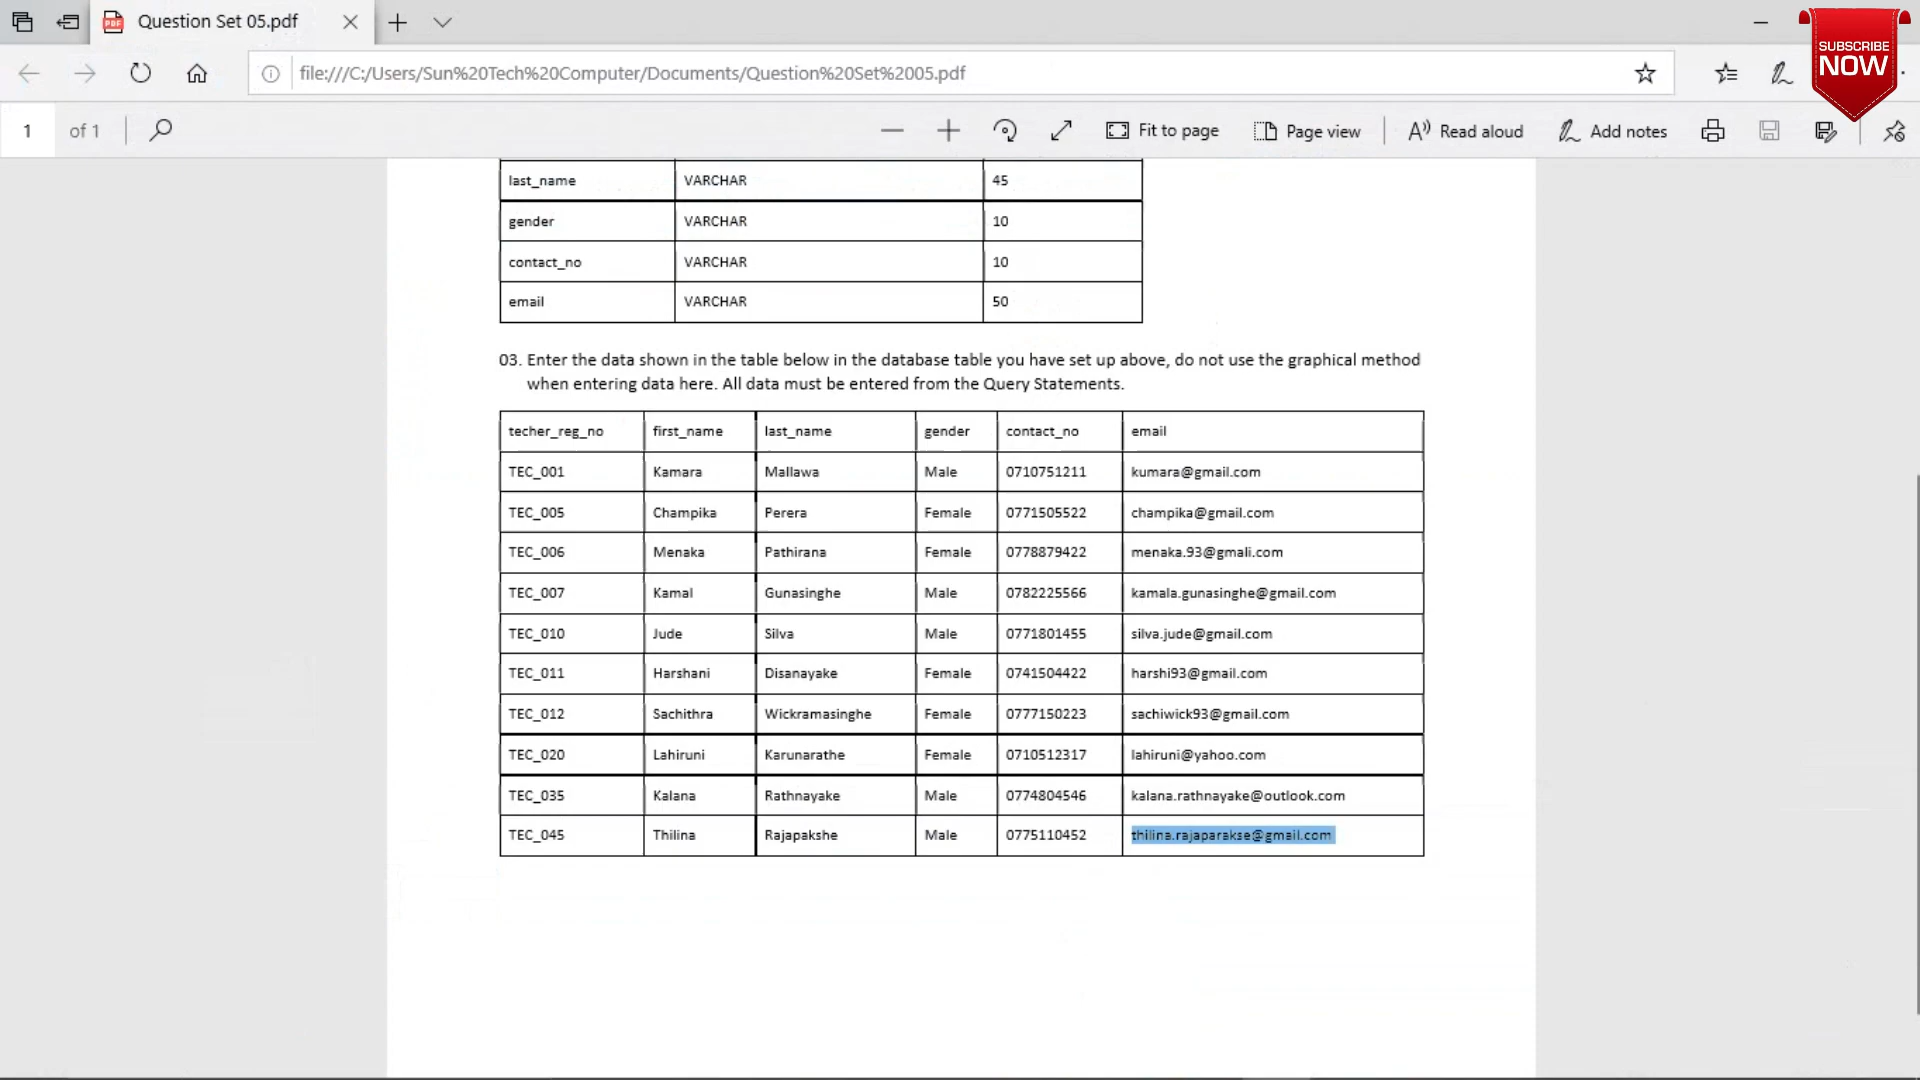 Question Set 05.pdf
SUBSCRIBE
NOW
file:///C:/Users/Sun%20Tech%20Computer/Documents/Question%20Set%2005.pdf
1 of 1 Fit to page Page view Read aloud Add notes
last_name VARCHAR 45
gender VARCHAR 10
contact_no VARCHAR 10
email VARCHAR 50
03. Enter the data shown in the table below in the database table you have set up above, do not use the graphical method
when entering data here. All data must be entered from the Query Statements.
techer_reg_no first_name last_name gender contact_no email
TEC_001 Kamara Mallawa Male 0710751211 kumara@gmail.com
TEC_005 Champika Perera Female 0771505522 champika@gmail.com
TEC_006 Menaka Pathirana Female 0778879422 menaka.93@gmali.com
TEC_007 Kamal Gunasinghe Male 0782225566 kamala.gunasinghe@gmail.com
TEC_010 Jude Silva Male 0771801455 silva.jude@gmail.com
TEC_011 Harshani Disanayake Female 0741504422 harshi93@gmail.com
TEC_012 Sachithra Wickramasinghe Female 0777150223 sachiwick93@gmail.com
TEC_020 Lahiruni Karunarathe Female 0710512317 lahiruni@yahoo.com
TEC_035 Kalana Rathnayake Male 0774804546 kalana.rathnayake@outlook.com
TEC_045 Thilina Rajapakshe Male 0775110452 thilina.rajaparakse@gmail.com